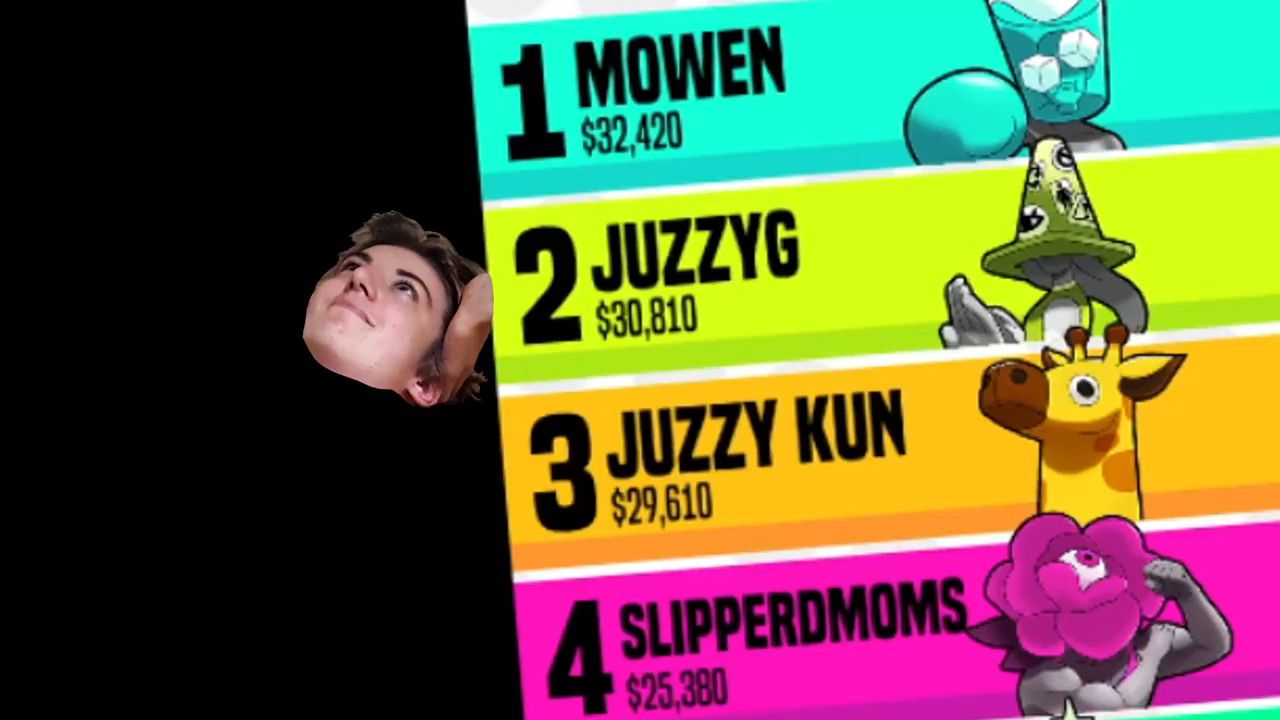 1 MOWEN
$32,420
2 JUZZYG
$30,810
3 JUZZY KUN
$29,610
4 SLIPPERDMOMS
$25,380